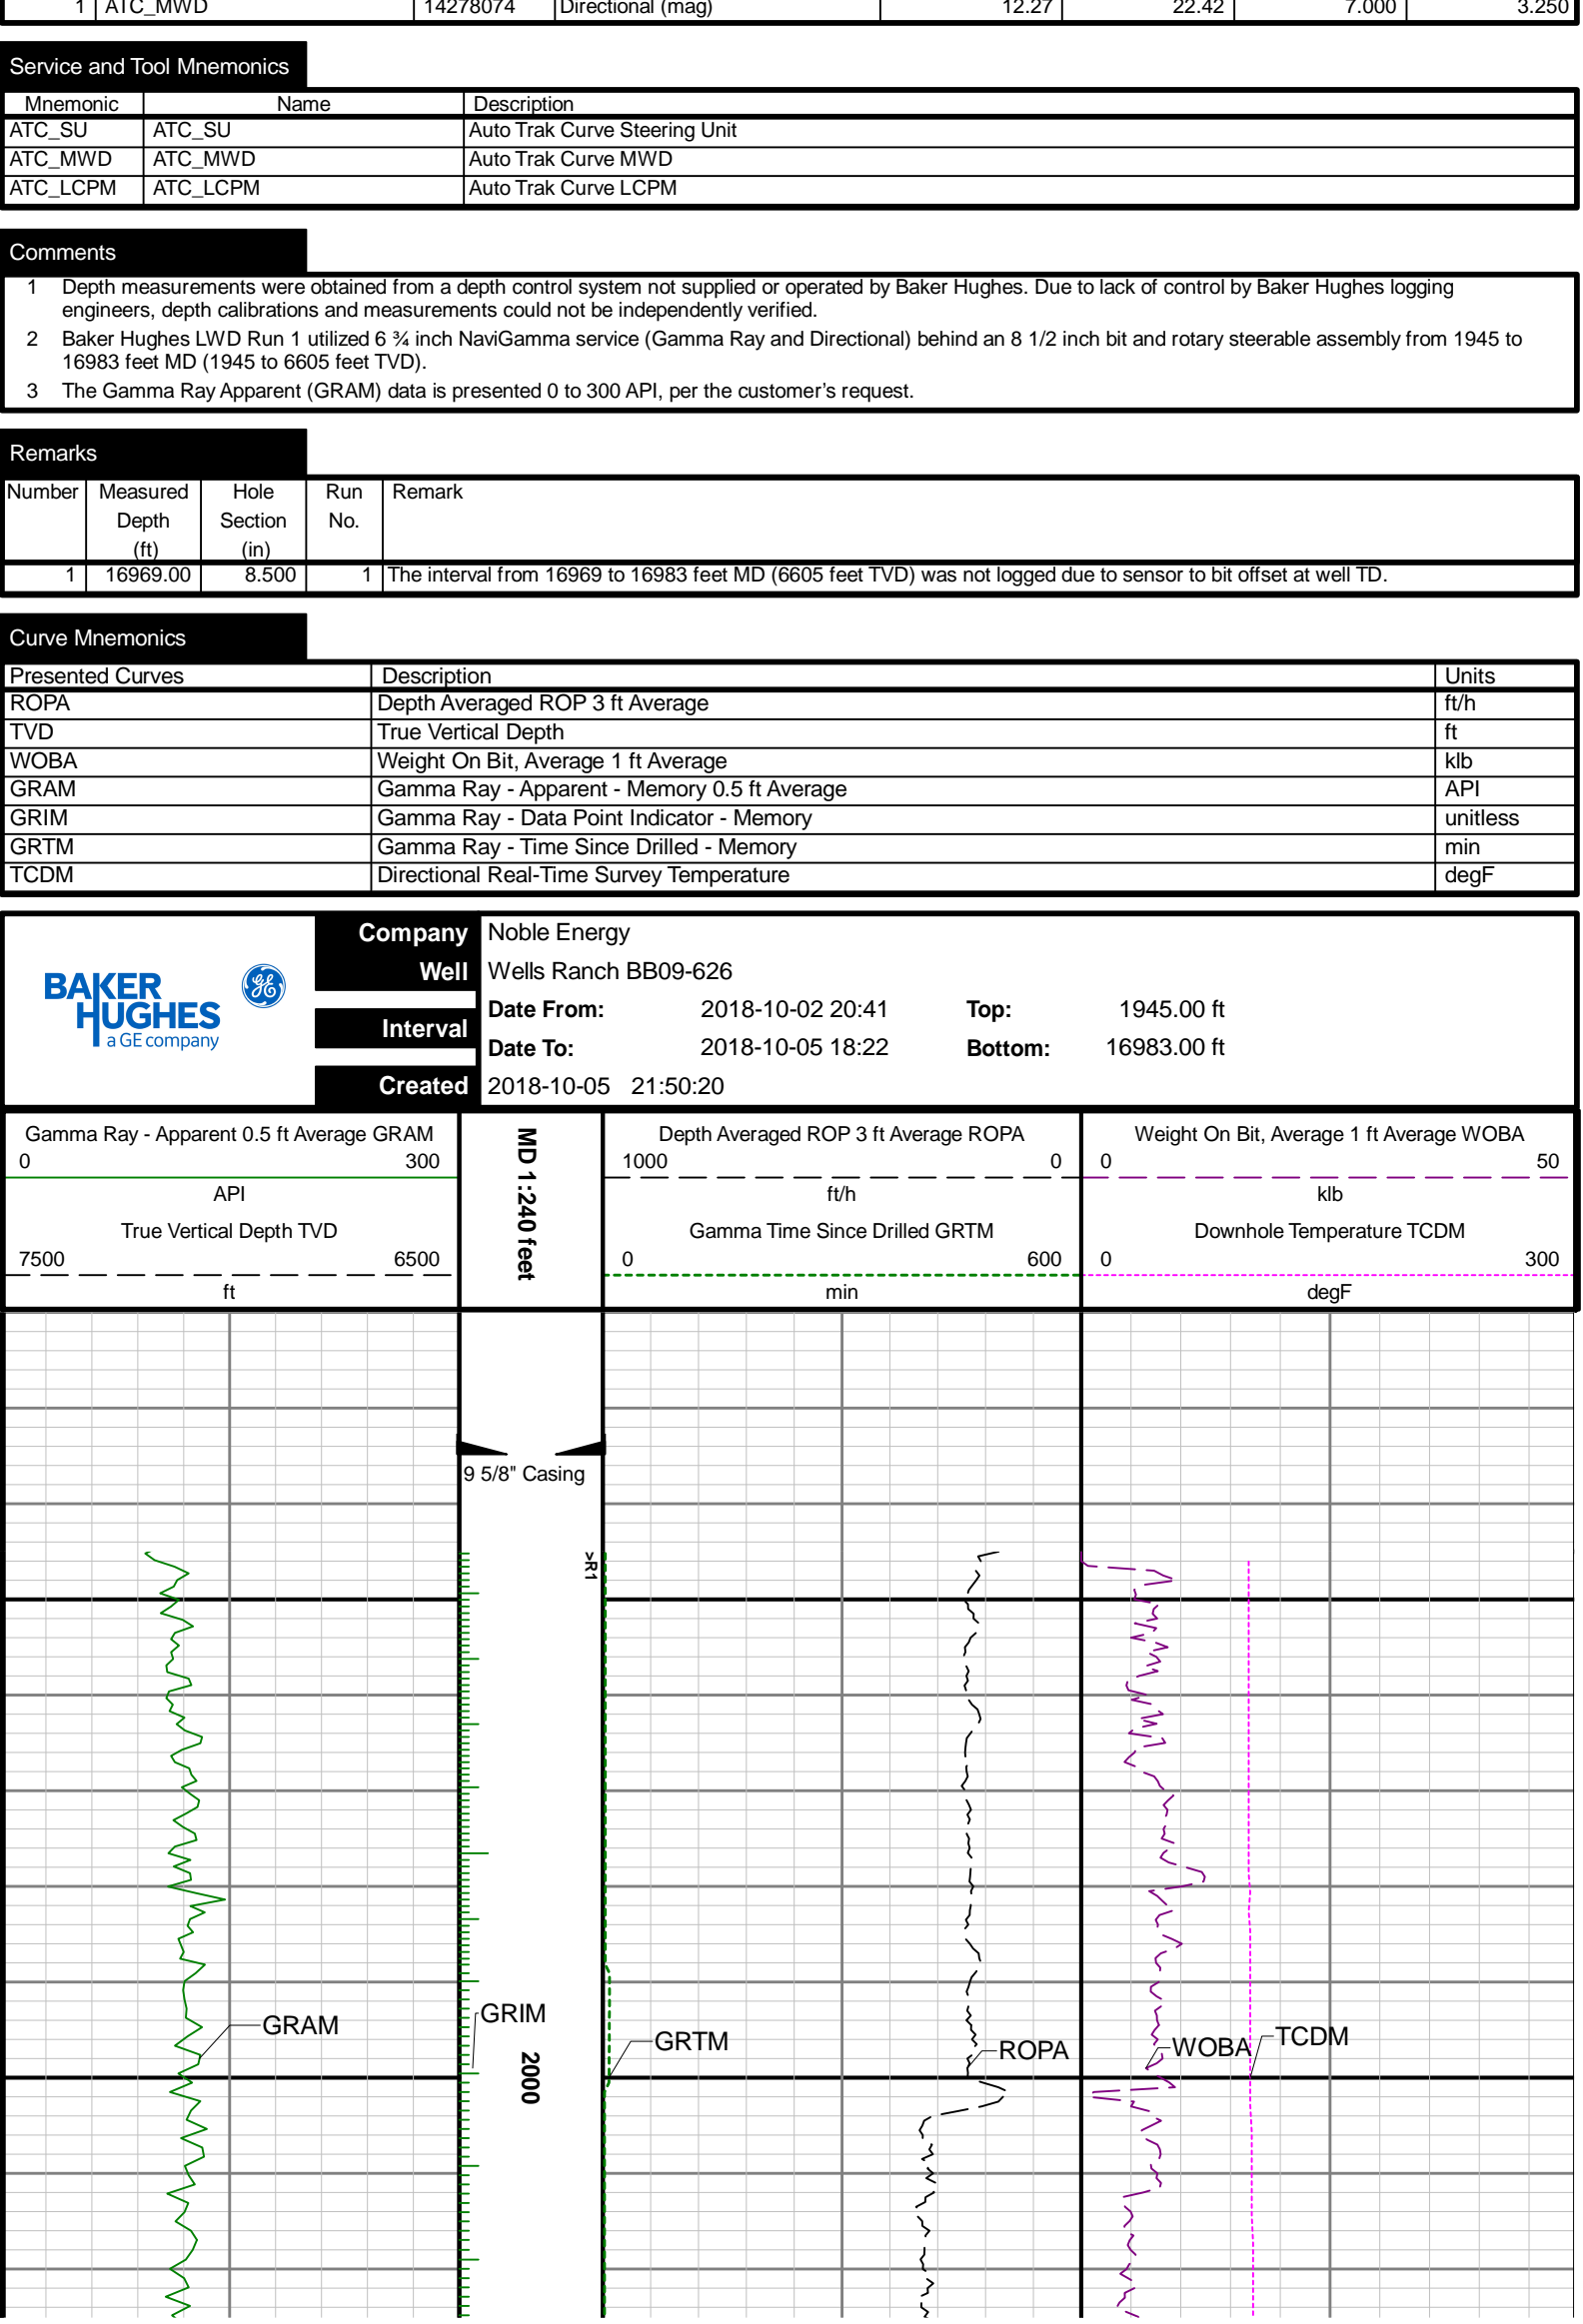 1 ATC_MWD 14278074 Directional (mag) 12.27 22.42 7.000 3.250
Service and Tool Mnemonics
Mnemonic Name Description
ATC_SU ATC_SU Auto Trak Curve Steering Unit
ATC_MWD ATC_MWD Auto Trak Curve MWD
ATC_LCPM ATC_LCPM Auto Trak Curve LCPM
Comments
1 Depth measurements were obtained from a depth control system not supplied or operated by Baker Hughes. Due to lack of control by Baker Hughes logging
engineers, depth calibrations and measurements could not be independently verified.
2 Baker Hughes LWD Run 1 utilized 6 ¾ inch NaviGamma service (Gamma Ray and Directional) behind an 8 1/2 inch bit and rotary steerable assembly from 1945 to
16983 feet MD (1945 to 6605 feet TVD).
3 The Gamma Ray Apparent (GRAM) data is presented 0 to 300 API, per the customer's request.
Remarks
Number Measured Hole Run Remark
Depth Section No.
(ft) (in)
1 16969.00 8.500 1 The interval from 16969 to 16983 feet MD (6605 feet TVD) was not logged due to sensor to bit offset at well TD.
Curve Mnemonics
Presented Curves Description Units
ROPA Depth Averaged ROP 3 ft Average ft/h
TVD True Vertical Depth ft
WOBA Weight On Bit, Average 1 ft Average klb
GRAM Gamma Ray - Apparent - Memory 0.5 ft Average API
GRIM Gamma Ray - Data Point Indicator - Memory unitless
GRTM Gamma Ray - Time Since Drilled - Memory min
TCDM Directional Real-Time Survey Temperature degF
BAKER
HUGHES
a GE company
GE
Company Noble Energy
Well Wells Ranch BB09-626
Interval
Date From: 2018-10-02 20:41 Top: 1945.00 ft
Date To: 2018-10-05 18:22 Bottom: 16983.00 ft
Created 2018-10-05 21:50:20
Gamma Ray - Apparent 0.5 ft Average GRAM
0 300
API
True Vertical Depth TVD
7500 6500
ft
MD 1:240 feet
Depth Averaged ROP 3 ft Average ROPA
1000 0
ft/h
Gamma Time Since Drilled GRTM
0 600
min
Weight On Bit, Average 1 ft Average WOBA
0 50
klb
Downhole Temperature TCDM
0 300
degF
9 5/8" Casing
>R1
GRAM
GRIM
2000
GRTM
ROPA
WOBA
TCDM